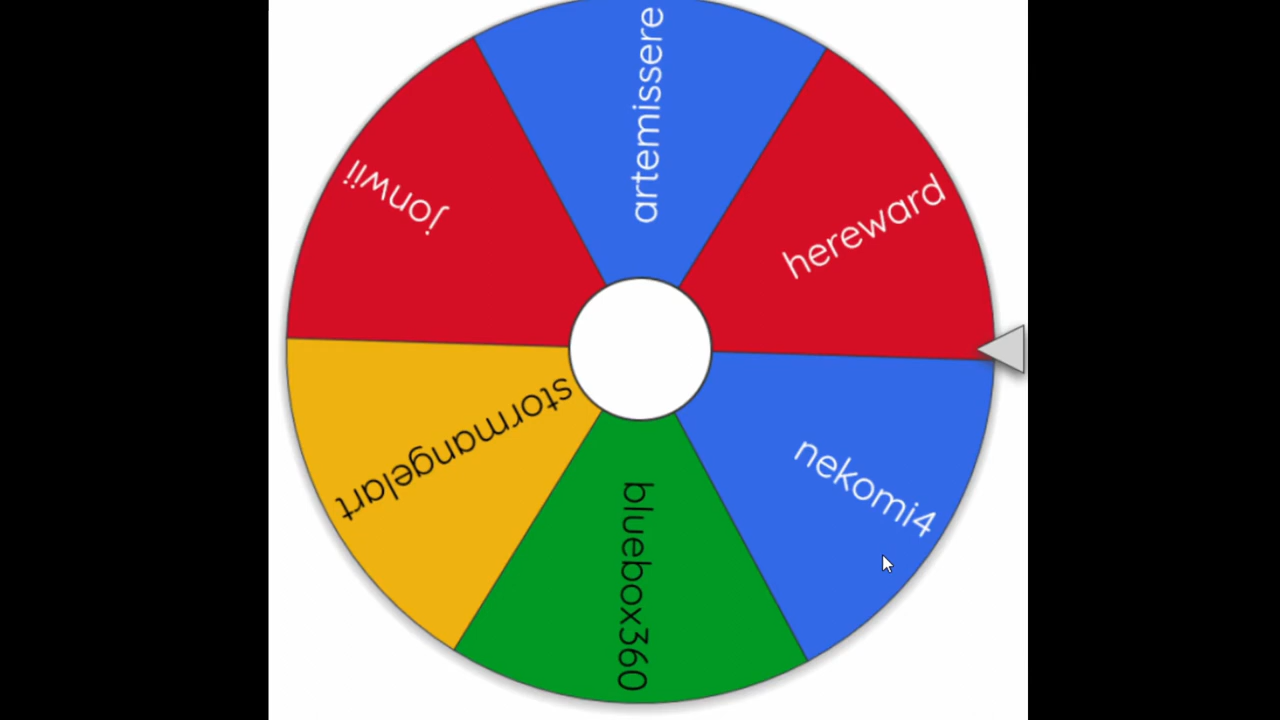 artemissere
hereward
nekomi4
bluebox360
stormangelart
jonwii